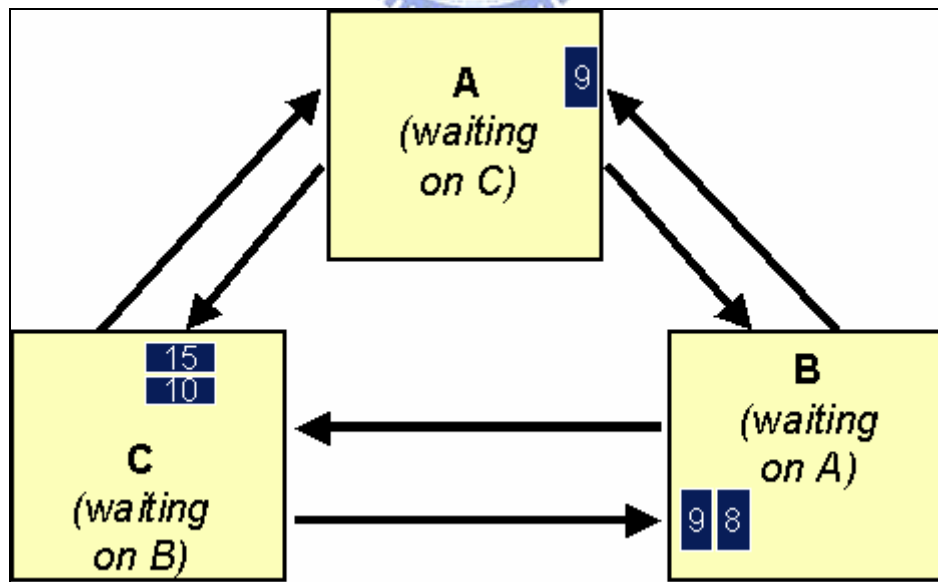 A
(waiting
on C)
9
15
10
C
(waiting
on B)
B
(waiting
on A)
9 8